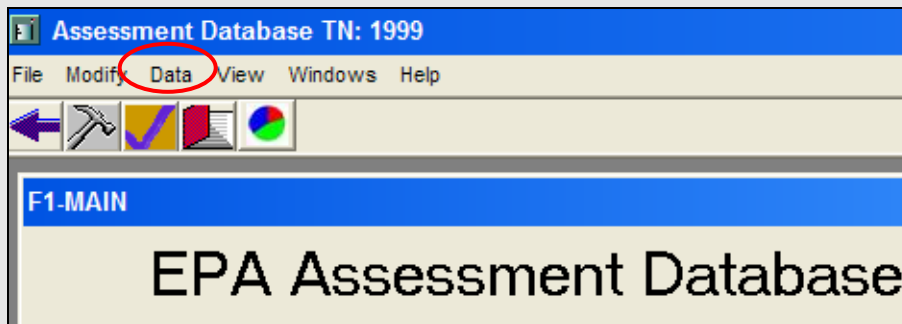 Assessment Database TN: 1999
File Modify Data View Windows Help
F1-MAIN
EPA Assessment Database